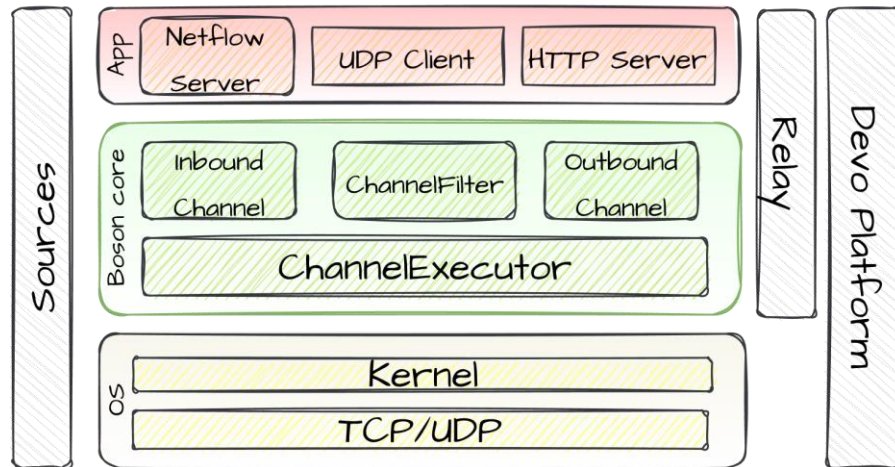 Sources
App
Netflow
Server
UDP Client
HTTP Server
Boson core
Inbound
Channel
ChannelFilter
Outbound
Channel
ChannelExecutor
OS
Kernel
TCP/UDP
Relay
Devo Platform